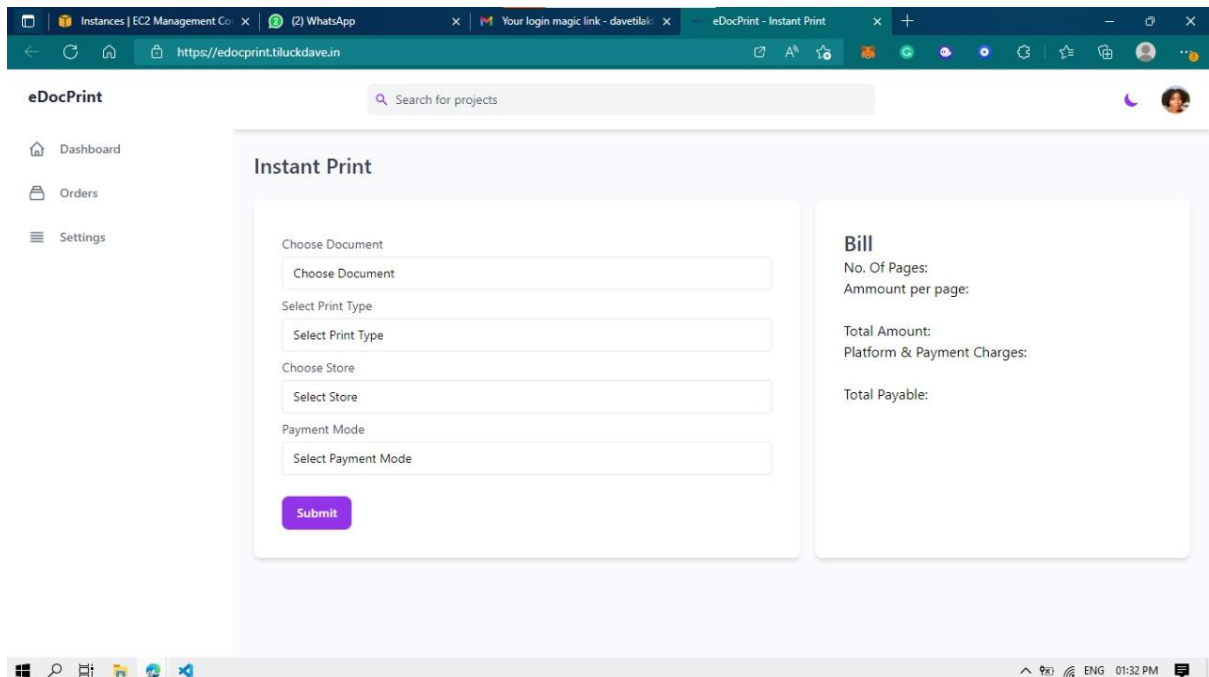 Instances | EC2 Management Co
(2) WhatsApp
Your login magic link - davetilak
eDocPrint - Instant Print
https://edocprint.tiluckdave.in
eDocPrint
Search for projects
Dashboard
Orders
Settings
Instant Print
Choose Document
Choose Document
Select Print Type
Select Print Type
Choose Store
Select Store
Payment Mode
Select Payment Mode
Submit
Bill
No. Of Pages:
Ammount per page:
Total Amount:
Platform & Payment Charges:
Total Payable:
ENG 01:32 PM